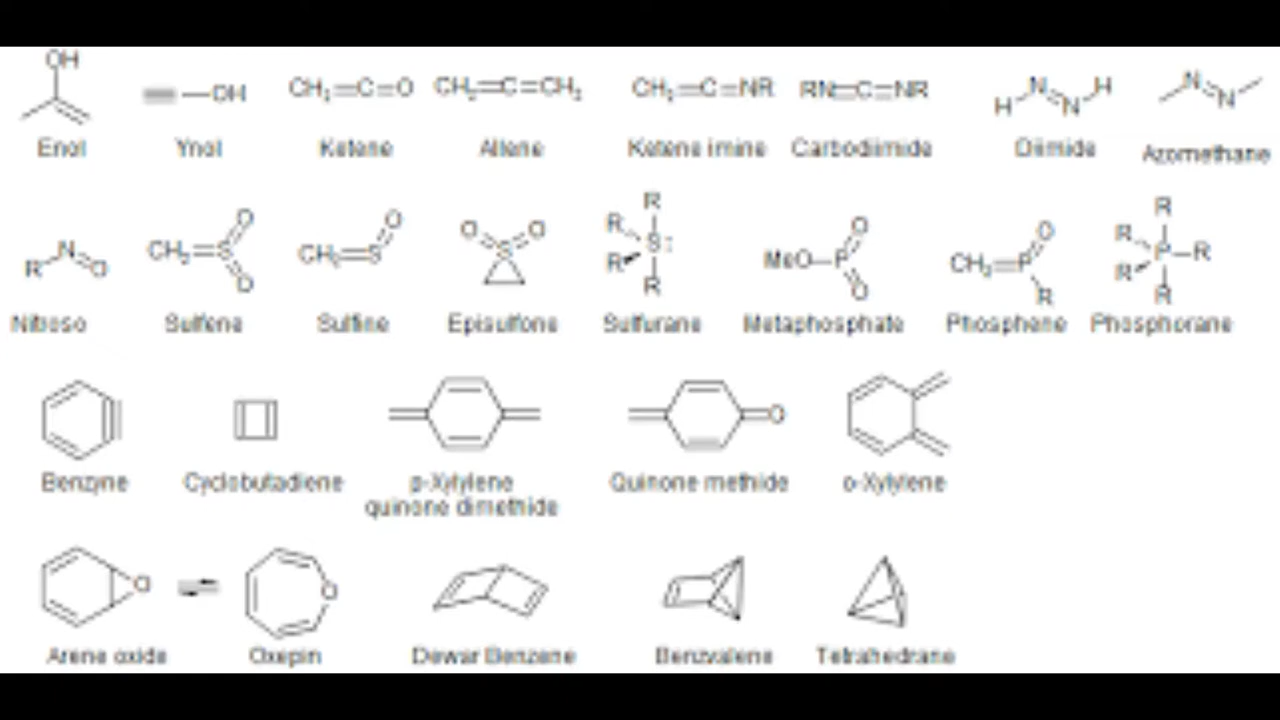 OH
OH
CH2=C=O
CH2=C=CH2
CH2=C=NR
RN=C=NR
H N N H
N N
Enol
Ynol
Ketene
Allene
Ketene imine
Carbodiimide
Diimide
Azomethane
R N O
CH2=S O O
CH2=S O
O S O
R R S: R R
MeO P O O
CH2=P O R
R R P R R R
Nitroso
Sulfene
Sulfine
Episulfone
Sulfurane
Metaphosphate
Phosphene
Phosphorane
O
Benzyne
Cyclobutadiene
p-Xylylene
quinone dimethide
Quinone methide
o-Xylylene
O
O
Arene oxide
Oxepin
Dewar Benzene
Benzvalene
Tetrahedrane